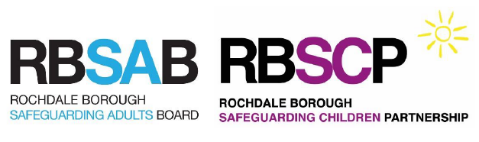 RBSAB
ROCHDALE BOROUGH
SAFEGUARDING ADULTS BOARD
RBSCP
ROCHDALE BOROUGH
SAFEGUARDING CHILDREN PARTNERSHIP